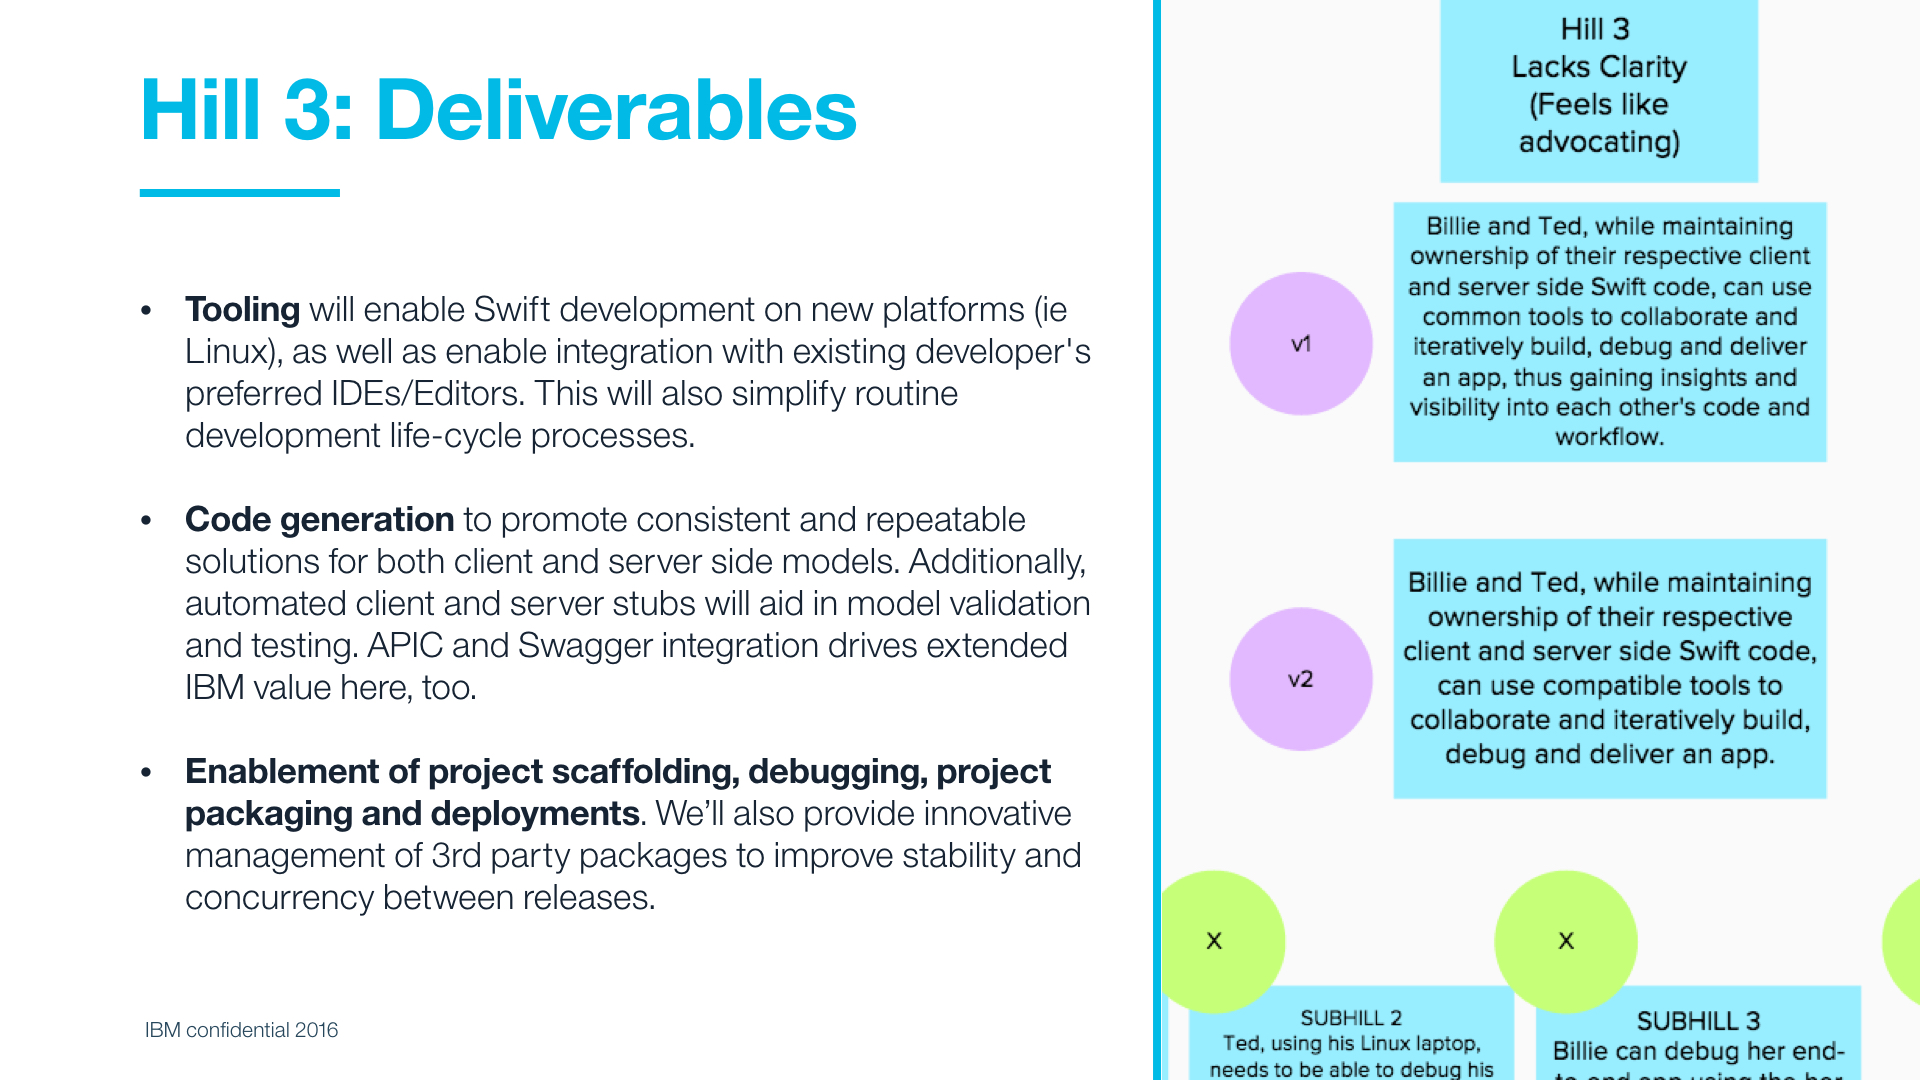 Hill 3: Deliverables
• Tooling will enable Swift development on new platforms (ie
Linux), as well as enable integration with existing developer's
preferred IDEs/Editors. This will also simplify routine
development life-cycle processes.
• Code generation to promote consistent and repeatable
solutions for both client and server side models. Additionally,
automated client and server stubs will aid in model validation
and testing. APIC and Swagger integration drives extended
IBM value here, too.
• Enablement of project scaffolding, debugging, project
packaging and deployments. We’ll also provide innovative
management of 3rd party packages to improve stability and
concurrency between releases.
IBM confidential 2016
Hill 3
Lacks Clarity
(Feels like
advocating)
v1
Billie and Ted, while maintaining
ownership of their respective client
and server side Swift code, can use
common tools to collaborate and
iteratively build, debug and deliver
an app, thus gaining insights and
visibility into each other's code and
workflow.
v2
Billie and Ted, while maintaining
ownership of their respective
client and server side Swift code,
can use compatible tools to
collaborate and iteratively build,
debug and deliver an app.
X
X
SUBHILL 2
Ted, using his Linux laptop,
needs to be able to debug his
SUBHILL 3
Billie can debug her end-